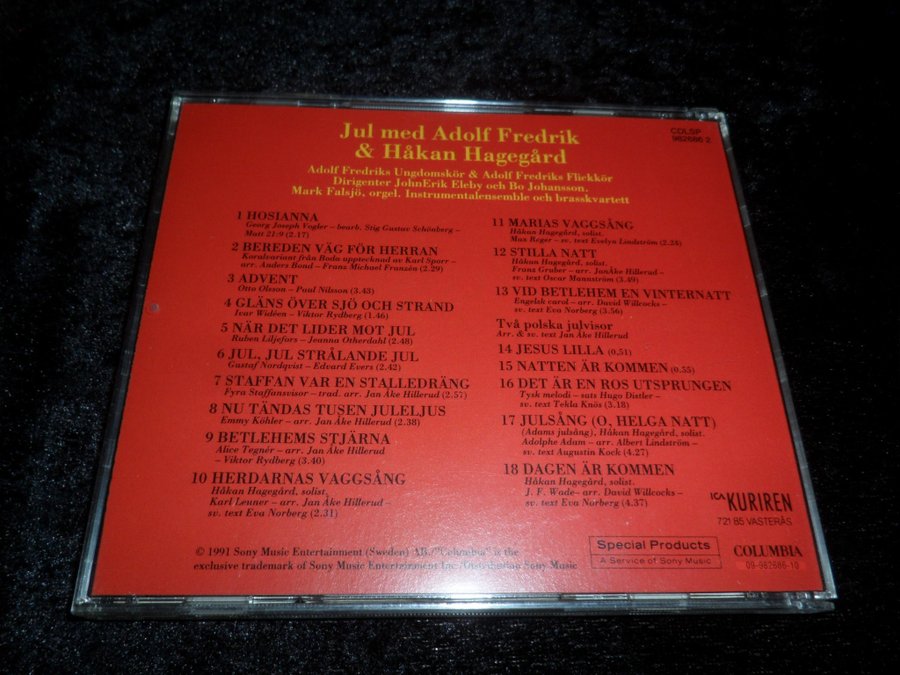 Jul med Adolf Fredrik
& Håkan Hagegård
CDLSP
982686 2
Adolf Fredriks Ungdomskör & Adolf Fredriks Flickkör
Dirigenter JohnErik Eleby och Bo Johansson.
Mark Falsjö, orgel. Instrumentalensemble och brasskvartett
1 HOSIANNA
Georg Joseph Vogler – bearb. Stig Gustav Schönberg –
Matt 21:9 (2.17)
2 BEREDEN VÄG FÖR HERRAN
Koralvariant från Boda upptecknad av Karl Sporr –
arr. Anders Bond – Franz Michael Franzén (2.29)
3 ADVENT
Otto Olsson – Paul Nilsson (3.43)
4 GLÄNS ÖVER SJÖ OCH STRAND
Ivar Widéen – Viktor Rydberg (1.46)
5 NÄR DET LIDER MOT JUL
Ruben Liljefors – Jeanna Otherdahl (2.48)
6 JUL, JUL STRÅLANDE JUL
Gustaf Nordqvist – Edvard Evers (2.42)
7 STAFFAN VAR EN STALLEDRÄNG
Fyra Staffansvisor – trad. arr. Jan Åke Hillerud (2.57)
8 NU TÄNDAS TUSEN JULELJUS
Emmy Köhler – arr. Jan Åke Hillerud (2.38)
9 BETLEHEMS STJÄRNA
Alice Tegnér – arr. Jan Åke Hillerud
– Viktor Rydberg (3.40)
10 HERDARNAS VAGGSÅNG
Håkan Hagegård, solist.
Karl Leuner – arr. Jan Åke Hillerud –
sv. text Eva Norberg (2.31)
11 MARIAS VAGGSÅNG
Håkan Hagegård, solist.
Max Reger – sv. text Evelyn Lindström (2.24)
12 STILLA NATT
Håkan Hagegård, solist.
Franz Gruber – arr. JanÅke Hillerud –
sv. text Oscar Mannström (3.49)
13 VID BETLEHEM EN VINTERNATT
Engelsk carol – arr. David Willcocks –
sv. text Eva Norberg (3.56)
Två polska julvisor
Arr. & sv. text Jan Åke Hillerud
14 JESUS LILLA (0,51)
15 NATTEN ÄR KOMMEN (0,55)
16 DET ÄR EN ROS UTSPRUNGEN
Tysk melodi – sats Hugo Distler –
sv. text Tekla Knös (3.18)
17 JULSÅNG (O, HELGA NATT)
(Adams julsång), Håkan Hagegård, solist.
Adolphe Adam – arr. Albert Lindström –
sv. text Augustin Kock (4.27)
18 DAGEN ÄR KOMMEN
Håkan Hagegård, solist.
J. F. Wade– arr. David Willcocks –
sv. text Eva Norberg (4.37)
ICA KURIREN
721 85 VÄSTERÅS
© 1991 Sony Music Entertainment (Sweden) AB./"Columbia" is the
exclusive trademark of Sony Music Entertainment Inc./Distribution Sony Music
Special Products
A Service of Sony Music
COLUMBIA
09-982686-10